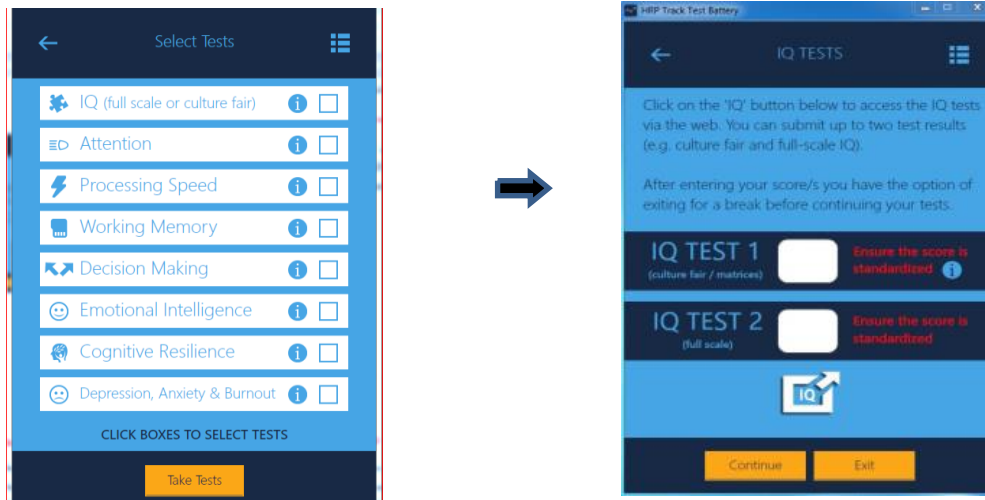 Select Tests
IQ (full scale or culture fair)
Attention
Processing Speed
Working Memory
Decision Making
Emotional Intelligence
Cognitive Resilience
Depression, Anxiety & Burnout
CLICK BOXES TO SELECT TESTS
Take Tests
HRP Track Test Battery
IQ TESTS
Click on the 'IQ' button below to access the IQ tests
via the web. You can submit up to two test results
(e.g. culture fair and full-scale IQ).
After entering your score/s you have the option of
exiting for a break before continuing your tests.
IQ TEST 1
(culture fair / matrices)
Ensure the score is
standardized
IQ TEST 2
(full scale)
Ensure the score is
standardized
IQ
Continue
Exit